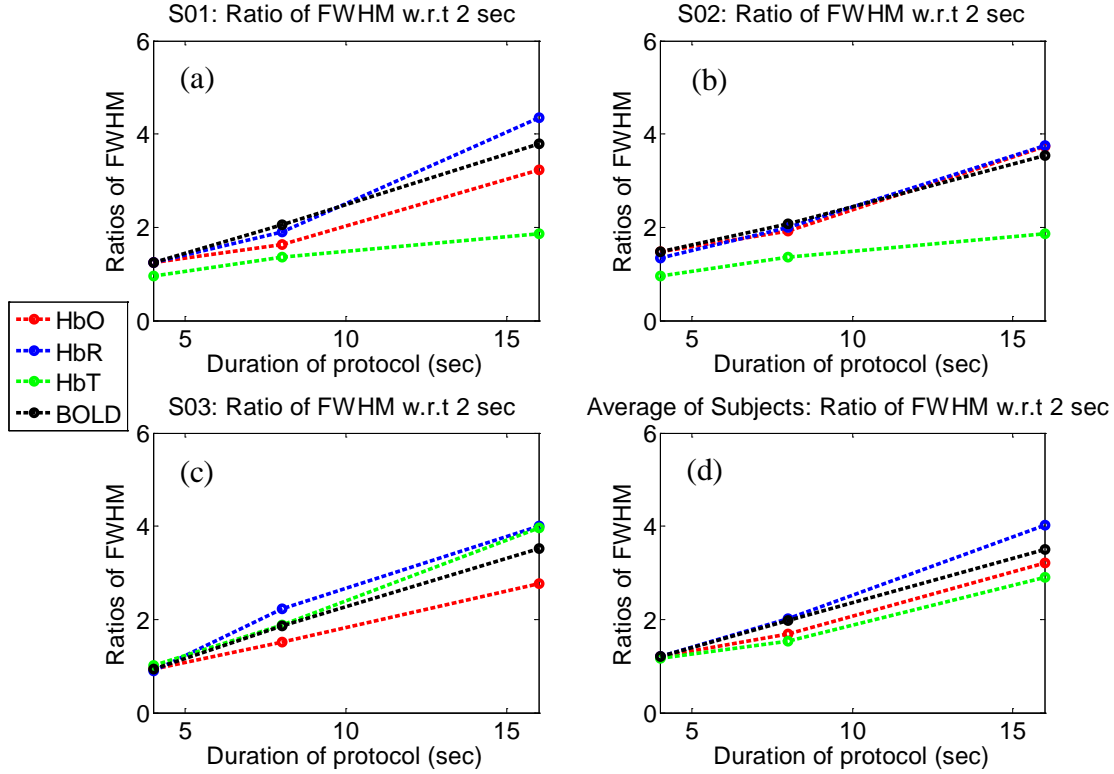 S01: Ratio of FWHM w.r.t 2 sec
(a)
Ratios of FWHM
6
4
2
0
5 10 15
Duration of protocol (sec)
S02: Ratio of FWHM w.r.t 2 sec
(b)
Ratios of FWHM
6
4
2
0
5 10 15
Duration of protocol (sec)
HbO
HbR
HbT
BOLD
S03: Ratio of FWHM w.r.t 2 sec
(c)
Ratios of FWHM
6
4
2
0
5 10 15
Duration of protocol (sec)
Average of Subjects: Ratio of FWHM w.r.t 2 sec
(d)
Ratios of FWHM
6
4
2
0
5 10 15
Duration of protocol (sec)